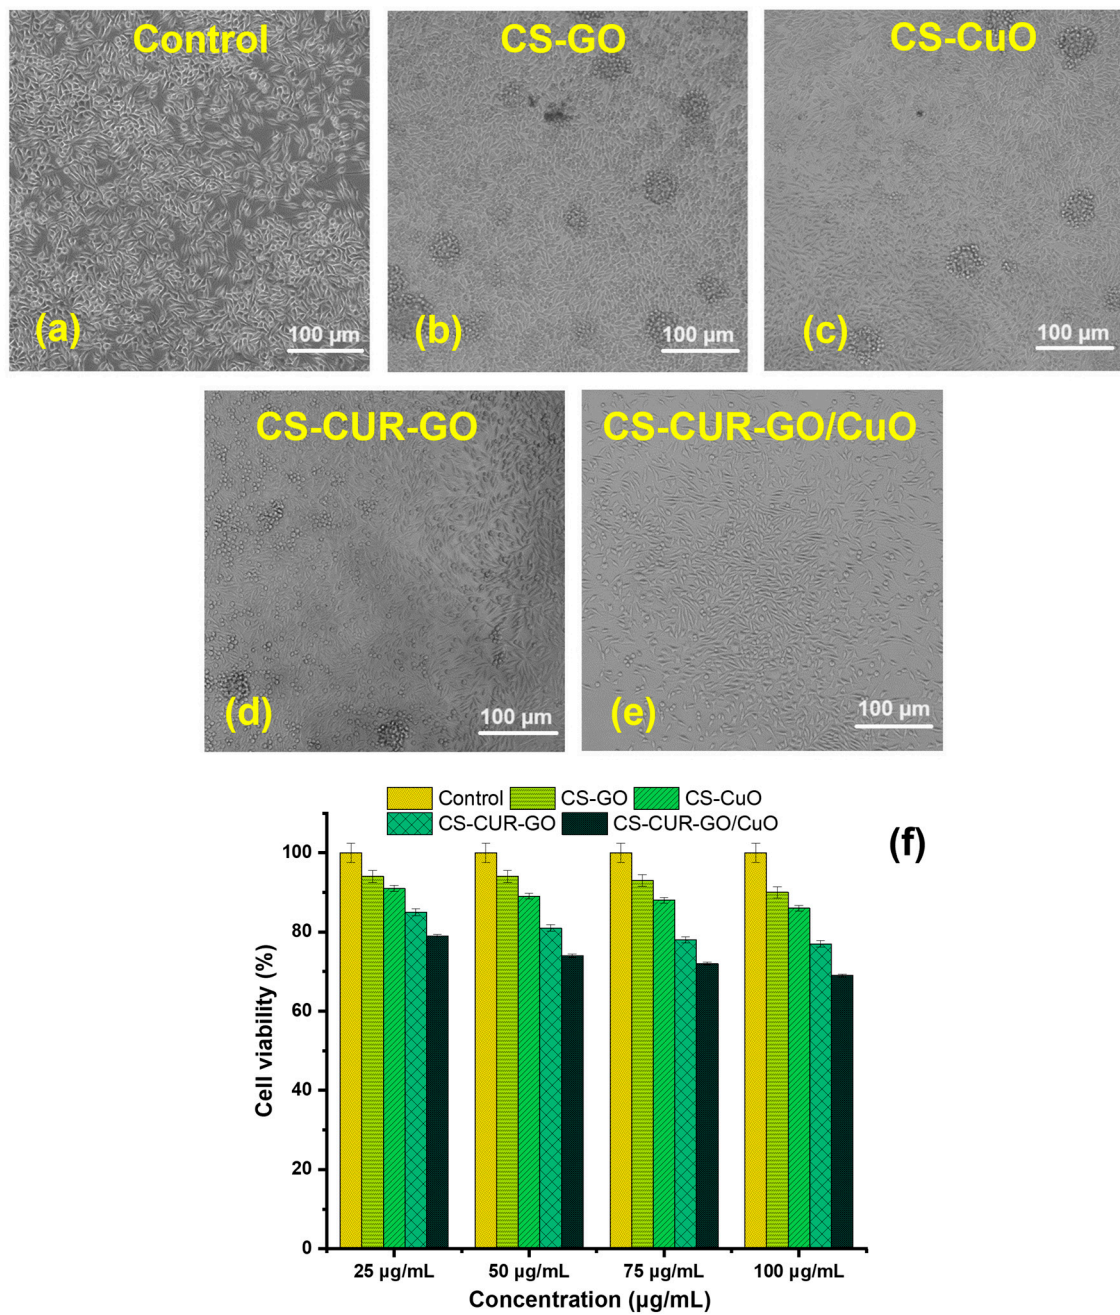 Control
(a)
100 µm
CS-GO
(b)
100 µm
CS-CuO
(c)
100 µm
CS-CUR-GO
(d)
100 µm
CS-CUR-GO/CuO
(e)
100 µm
Control CS-GO CS-CuO
CS-CUR-GO CS-CUR-GO/CuO
(f)
Cell viability (%)
100
80
60
40
20
0
25 µg/mL 50 µg/mL 75 µg/mL 100 µg/mL
Concentration (µg/mL)